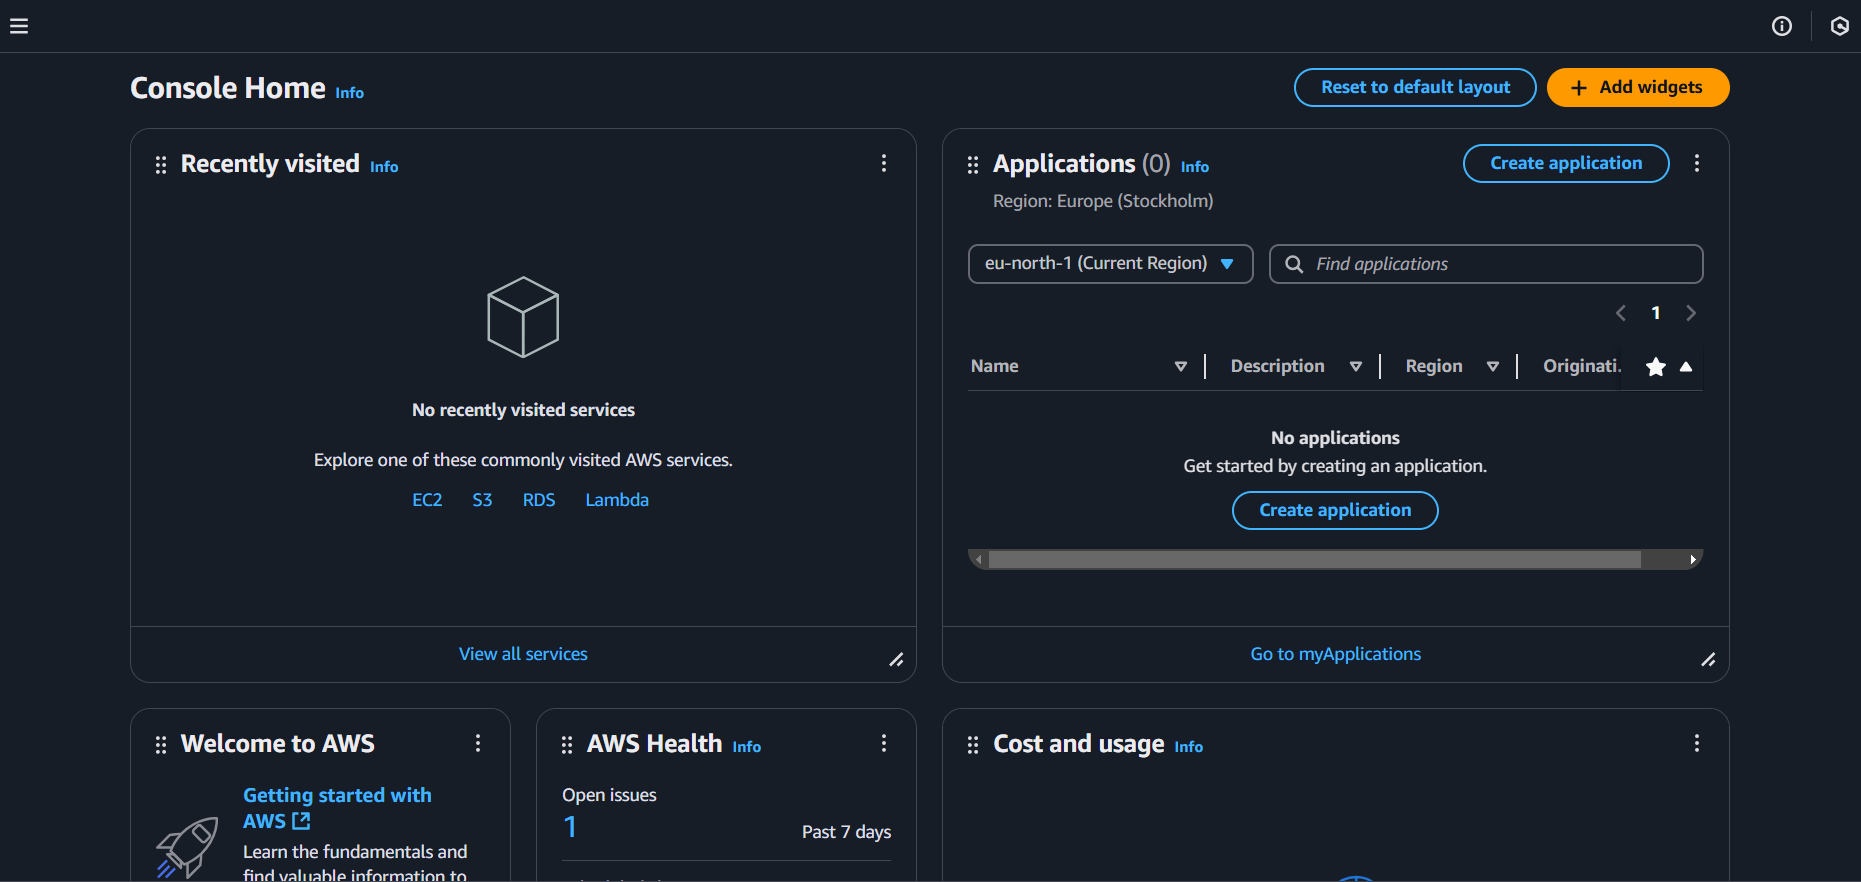 Console Home Info
Reset to default layout
Add widgets
Recently visited Info
No recently visited services
Explore one of these commonly visited AWS services.
EC2 S3 RDS Lambda
View all services
Applications (0) Info
Create application
Region: Europe (Stockholm)
eu-north-1 (Current Region)
Find applications
1
Name Description Region Originati.
No applications
Get started by creating an application.
Create application
Go to myApplications
Welcome to AWS
Getting started with
AWS
Learn the fundamentals and
find valuable information to
AWS Health Info
Open issues
1
Past 7 days
Cost and usage Info